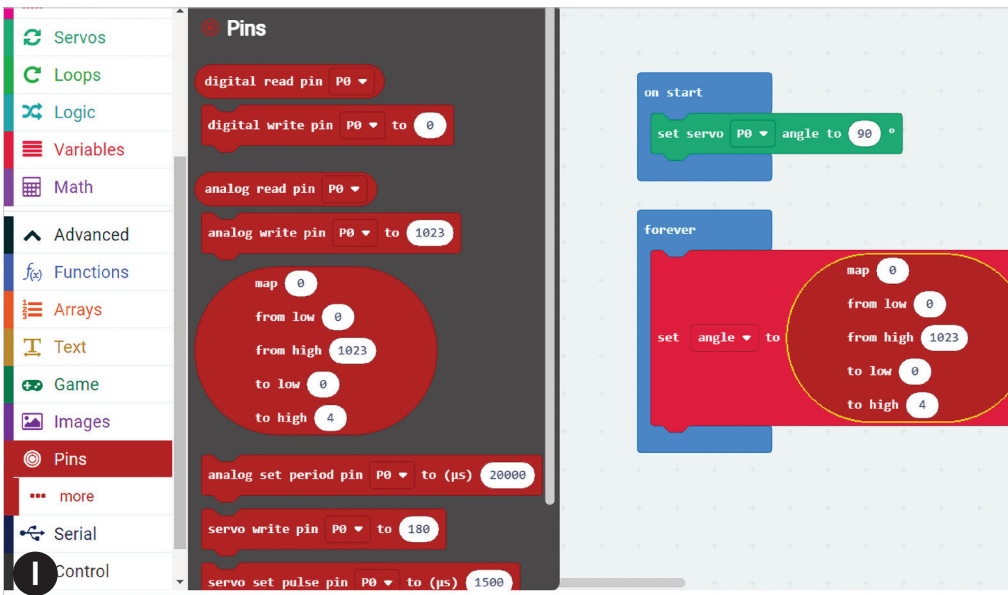 Servos
Loops
Logic
Variables
Math
Advanced
f(x) Functions
Arrays
Text
Game
Images
Pins
more
Serial
Control
I
Pins
digital read pin P0
digital write pin P0 to 0
analog read pin P0
analog write pin P0 to 1023
map 0
from low 0
from high 1023
to low 0
to high 4
analog set period pin P0 to (µs) 20000
servo write pin P0 to 180
servo set pulse pin P0 to (µs) 1500
on start
set servo P0 angle to 90 °
forever
set angle to
map 0
from low 0
from high 1023
to low 0
to high 4